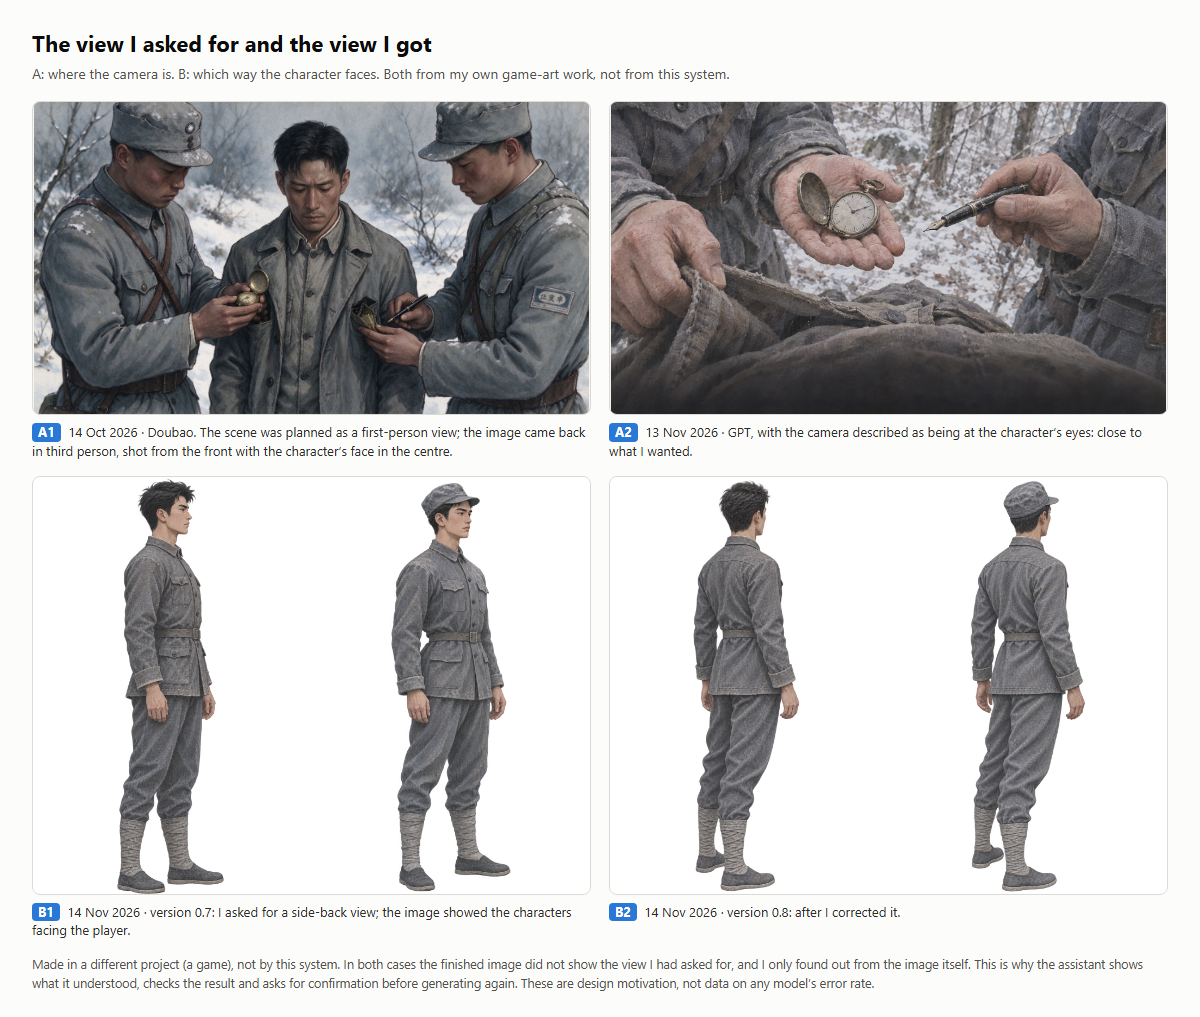 The view I asked for and the view I got
A: where the camera is. B: which way the character faces. Both from my own game-art work, not from this system.
A1 14 Oct 2026 · Doubao. The scene was planned as a first-person view; the image came back
in third person, shot from the front with the character's face in the centre.
A2 13 Nov 2026 · GPT, with the camera described as being at the character's eyes: close to
what I wanted.
B1 14 Nov 2026 · version 0.7: I asked for a side-back view; the image showed the characters
facing the player.
B2 14 Nov 2026 · version 0.8: after I corrected it.
Made in a different project (a game), not by this system. In both cases the finished image did not show the view I had asked for, and I only found out from the image itself. This is why the assistant shows
what it understood, checks the result and asks for confirmation before generating again. These are design motivation, not data on any model's error rate.